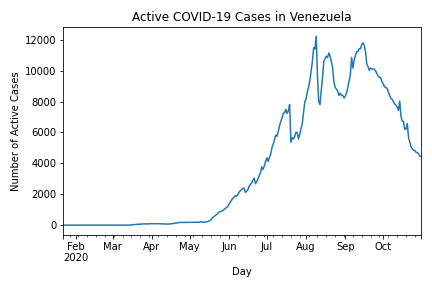 Active COVID-19 Cases in Venezuela
Number of Active Cases
12000
10000
8000
6000
4000
2000
0
Feb Mar Apr May Jun Jul Aug Sep Oct
2020
Day